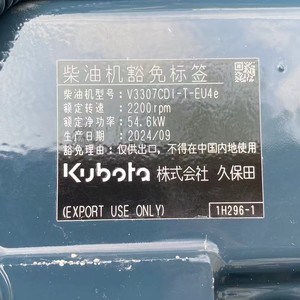 柴油机豁免标签
柴油机型号: V3307CDI-T-EU4e
额定转速 : 2200rpm
额定净功率: 54.6kW
生产日期 : 2024/09
豁免理由: 仅供出口，不得在中国内地使用
Kubota 株式会社 久保田
(EXPORT USE ONLY) 1H296-1